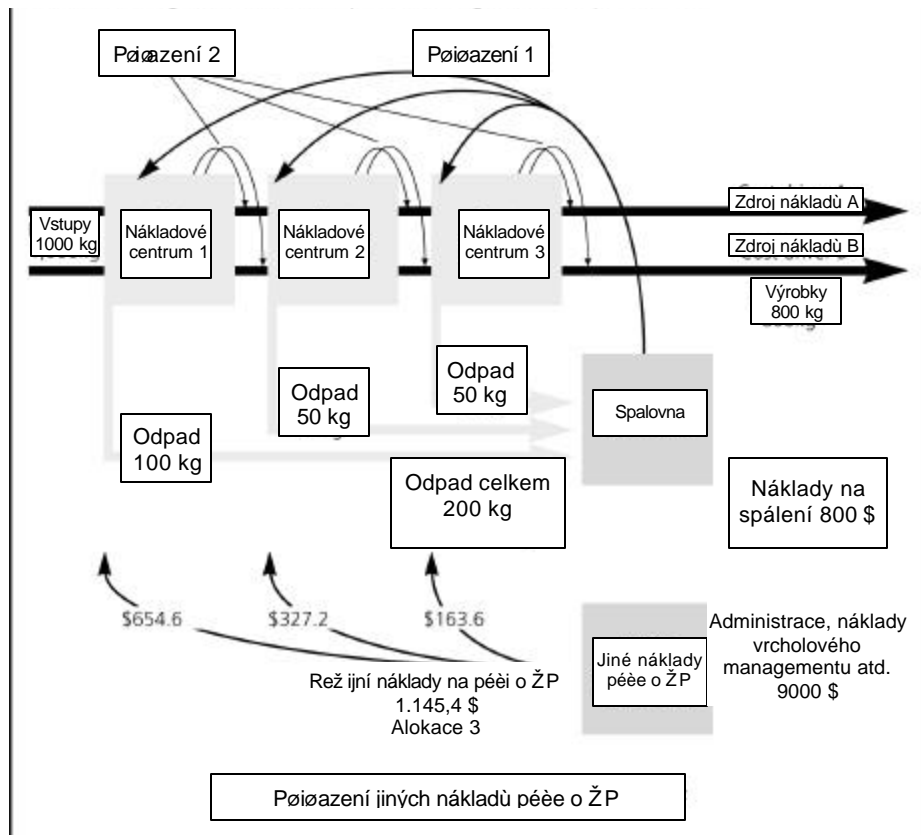 Pøiøazení 2
Pøiøazení 1
Vstupy
1000 kg
Nákladové
centrum 1
Nákladové
centrum 2
Nákladové
centrum 3
Zdroj nákladù A
Zdroj nákladù B
Výrobky
800 kg
Odpad
100 kg
Odpad
50 kg
Odpad
50 kg
Spalovna
Odpad celkem
200 kg
Náklady na
spálení 800 $
$654.6
$327.2
$163.6
Režijní náklady na péèi o ŽP
1.145,4 $
Alokace 3
Jiné náklady
péèe o ŽP
Administrace, náklady
vrcholového
managementu atd.
9000 $
Pøiøazení jiných nákladù péèe o ŽP